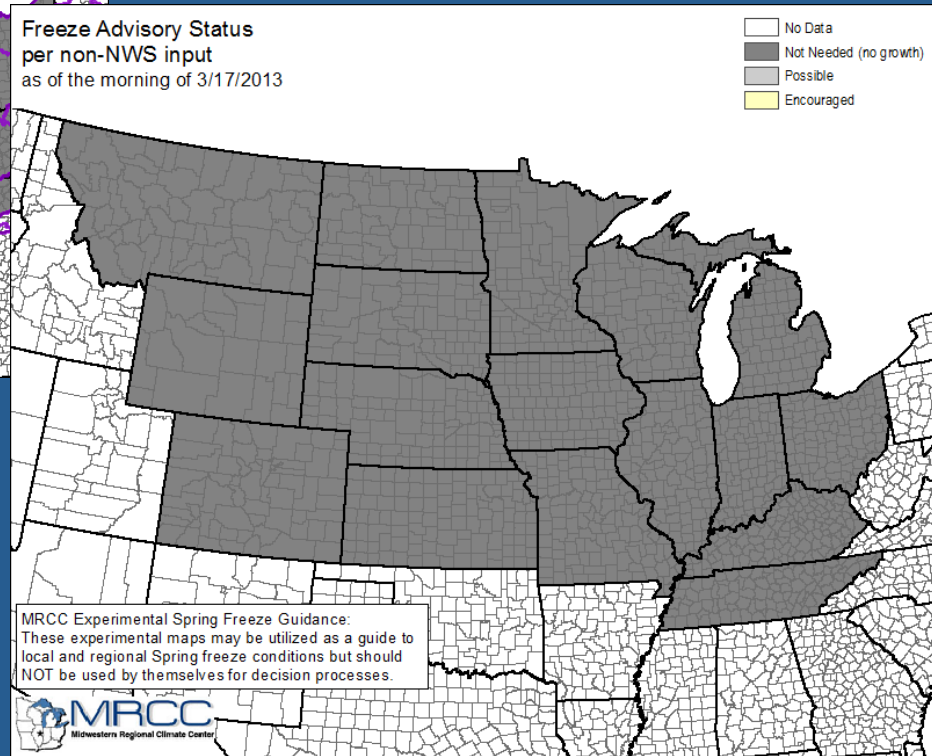 Freeze Advisory Status
per non-NWS input
as of the morning of 3/17/2013
No Data
Not Needed (no growth)
Possible
Encouraged
MRCC Experimental Spring Freeze Guidance:
These experimental maps may be utilized as a guide to
local and regional Spring freeze conditions but should
NOT be used by themselves for decision processes.
MRCC
Midwestern Regional Climate Center